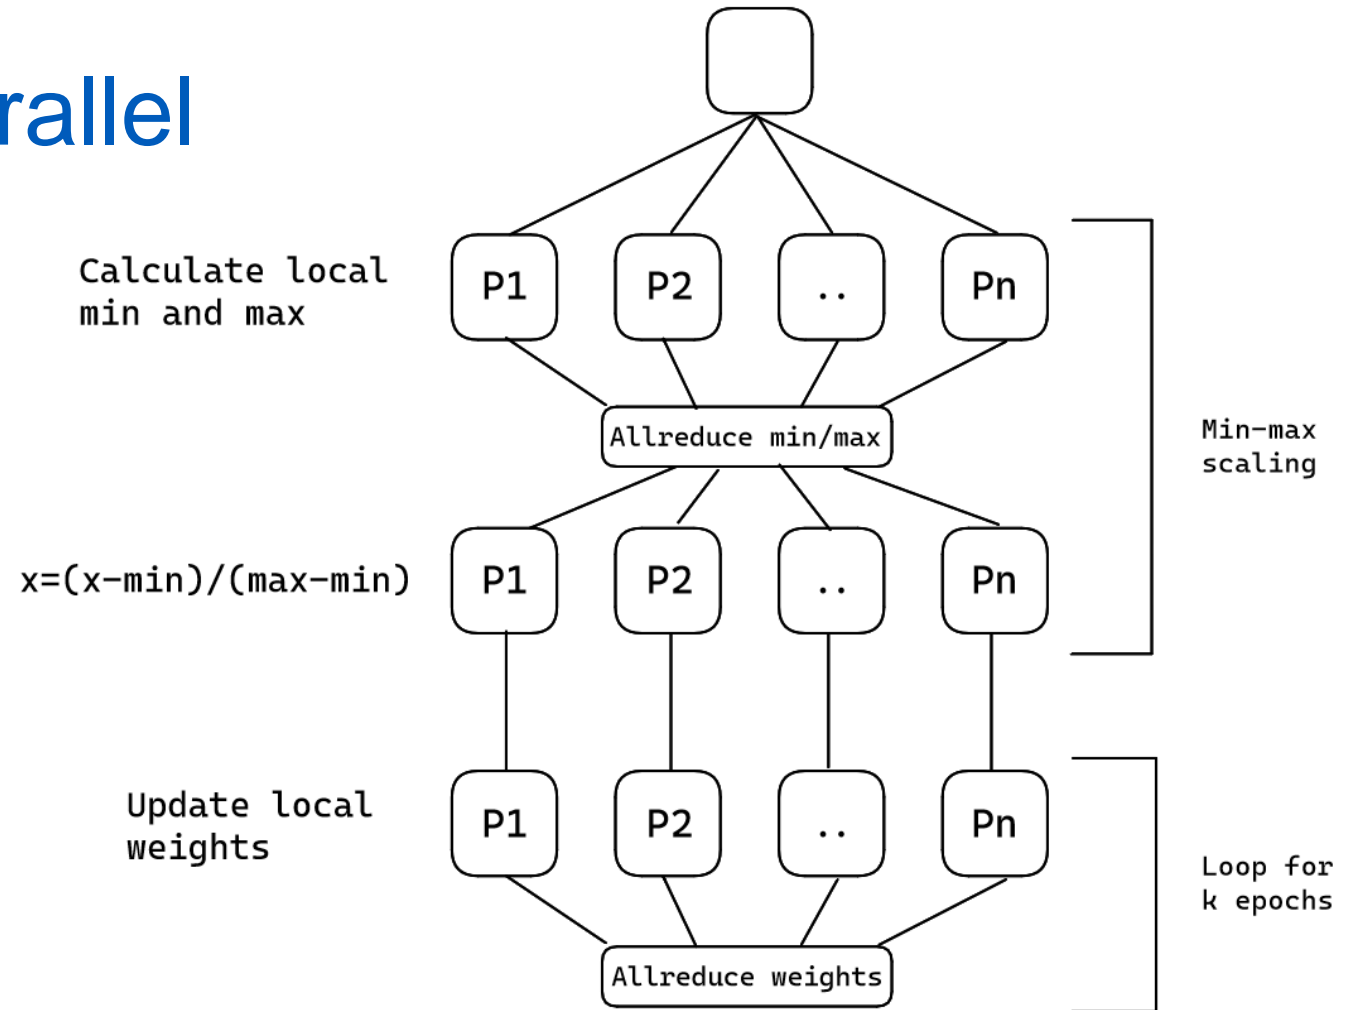 rallel
Calculate local
min and max
P1 P2 .. Pn
Allreduce min/max
Min-max
scaling
x=(x-min)/(max-min)
P1 P2 .. Pn
Update local
weights
P1 P2 .. Pn
Loop for
k epochs
Allreduce weights